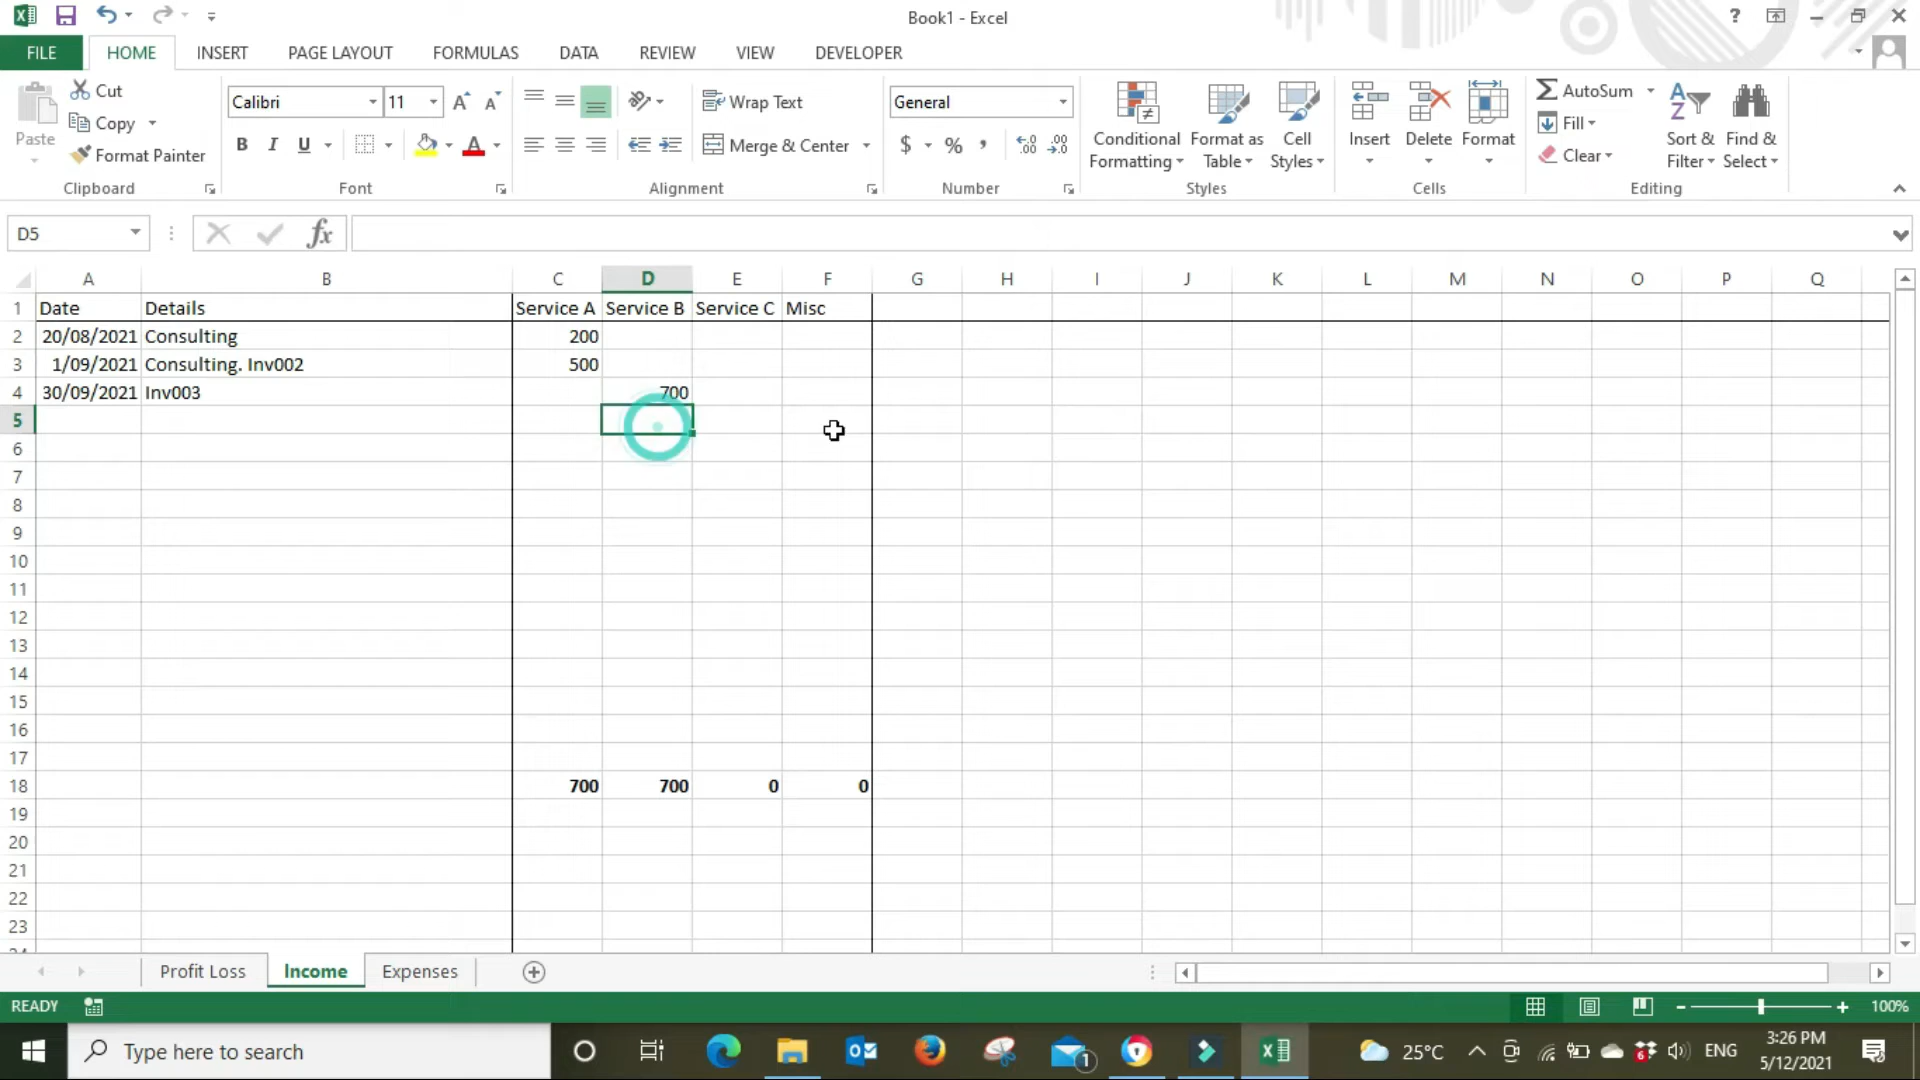 Book1 - Excel
?
FILE HOME INSERT PAGE LAYOUT FORMULAS DATA REVIEW VIEW DEVELOPER
Paste
Cut
Copy
Format Painter
Clipboard
Calibri 11
B I U A
Font
Wrap Text
Merge & Center
Alignment
General
$ % ,
Number
Conditional Formatting
Format as Table
Cell Styles
Styles
Insert Delete Format
Cells
AutoSum
Fill
Clear
Sort & Filter
Find & Select
Editing
D5 fx
A B C D E F G H I J K L M N O P Q
1 Date Details Service A Service B Service C Misc
2 20/08/2021 Consulting 200
3 1/09/2021 Consulting. Inv002 500
4 30/09/2021 Inv003 700
5
6
7
8
9
10
11
12
13
14
15
16
17
18 700 700 0 0
19
20
21
22
23
24
Profit Loss Income Expenses
READY 100%
Type here to search
1
25°C
6
ENG
3:26 PM
5/12/2021